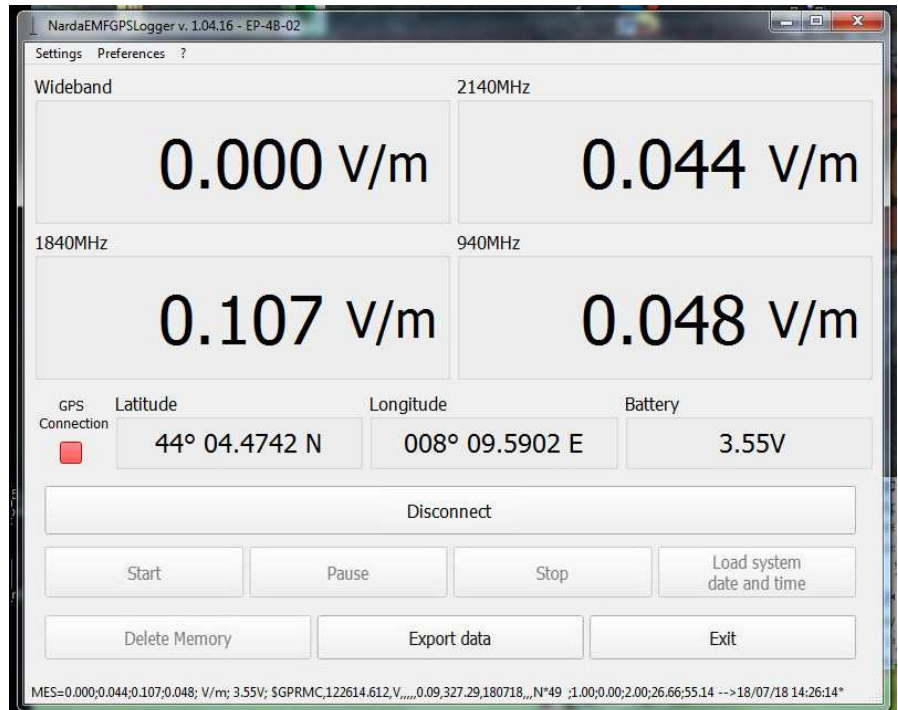 NardaEMFGPSLogger v. 1.04.16 - EP-4B-02
Settings Preferences ?
Wideband
2140MHz
0.000 V/m
0.044 V/m
1840MHz
940MHz
0.107 V/m
0.048 V/m
GPS Connection
Latitude
Longitude
Battery
44° 04.4742 N
008° 09.5902 E
3.55V
Disconnect
Start
Pause
Stop
Load system
date and time
Delete Memory
Export data
Exit
MES=0.000;0.044;0.107;0.048; V/m; 3.55V; $GPRMC,122614.612,V,,,,,0.09,327.29,180718,,,N*49 ;1.00;0.00;2.00;26.66;55.14 -->18/07/18 14:26:14*